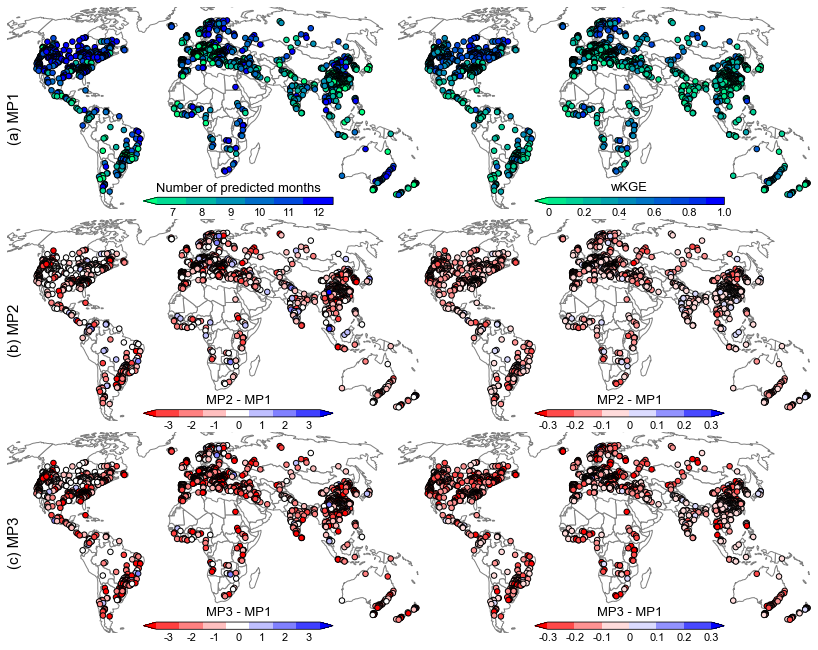 (a) MP1
Number of predicted months
7 8 9 10 11 12
wKGE
0 0.2 0.4 0.6 0.8 1.0
(b) MP2
MP2 - MP1
-3 -2 -1 0 1 2 3
MP2 - MP1
-0.3 -0.2 -0.1 0 0.1 0.2 0.3
(c) MP3
MP3 - MP1
-3 -2 -1 0 1 2 3
MP3 - MP1
-0.3 -0.2 -0.1 0 0.1 0.2 0.3